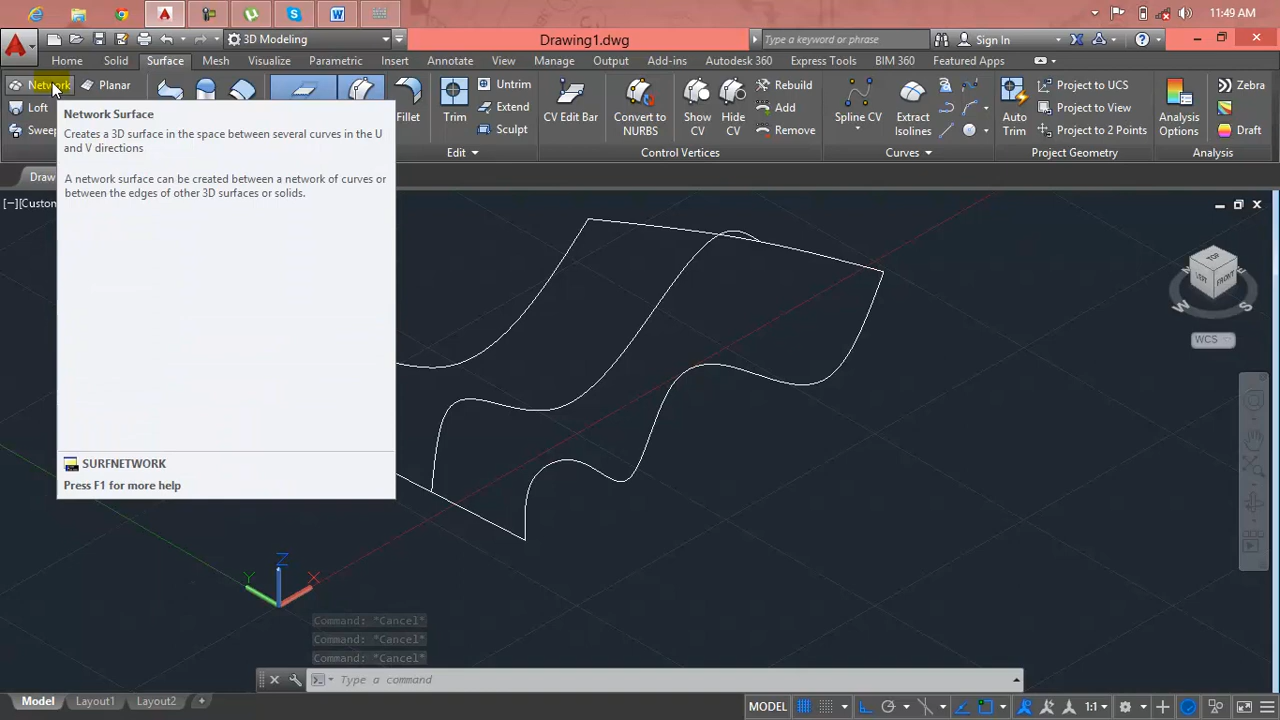 11:49 AM
3D Modeling
Drawing1.dwg
Type a keyword or phrase
Sign In
Home Solid Surface Mesh Visualize Parametric Insert Annotate View Manage Output Add-ins Autodesk 360 Express Tools BIM 360 Featured Apps
Network Planar
Loft
Sweep
Fillet
Trim
Untrim
Extend
Sculpt
Edit
CV Edit Bar
Convert to
NURBS
Show
CV
Hide
CV
Rebuild
Add
Remove
Control Vertices
Spline CV
Extract
Isolines
Curves
Auto
Trim
Project to UCS
Project to View
Project to 2 Points
Project Geometry
Analysis
Options
Zebra
Draft
Analysis
Draw
[−][Custom
Network Surface
Creates a 3D surface in the space between several curves in the U
and V directions
A network surface can be created between a network of curves or
between the edges of other 3D surfaces or solids.
SURFNETWORK
Press F1 for more help
TOP
LEFT
FRONT
W
S
WCS
Z
Y
X
Command: *Cancel*
Command: *Cancel*
Command: *Cancel*
Type a command
Model Layout1 Layout2 +
MODEL
1:1